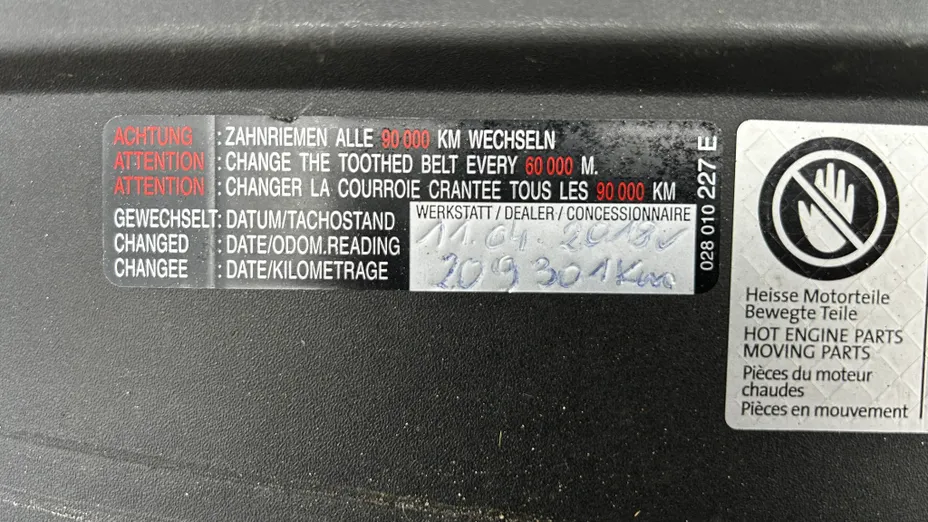 ACHTUNG : ZAHNRIEMEN ALLE 90 000 KM WECHSELN
ATTENTION : CHANGE THE TOOTHED BELT EVERY 60 000 M.
ATTENTION : CHANGER LA COURROIE CRANTEE TOUS LES 90 000 KM
GEWECHSELT: DATUM/TACHOSTAND
CHANGED : DATE/ODOM.READING
CHANGEE : DATE/KILOMETRAGE
WERKSTATT / DEALER / CONCESSIONNAIRE
11.04.2019
209 301 Km
028 010 227 E
Heisse Motorteile
Bewegte Teile
HOT ENGINE PARTS
MOVING PARTS
Pièces du moteur
chaudes
Pièces en mouvement